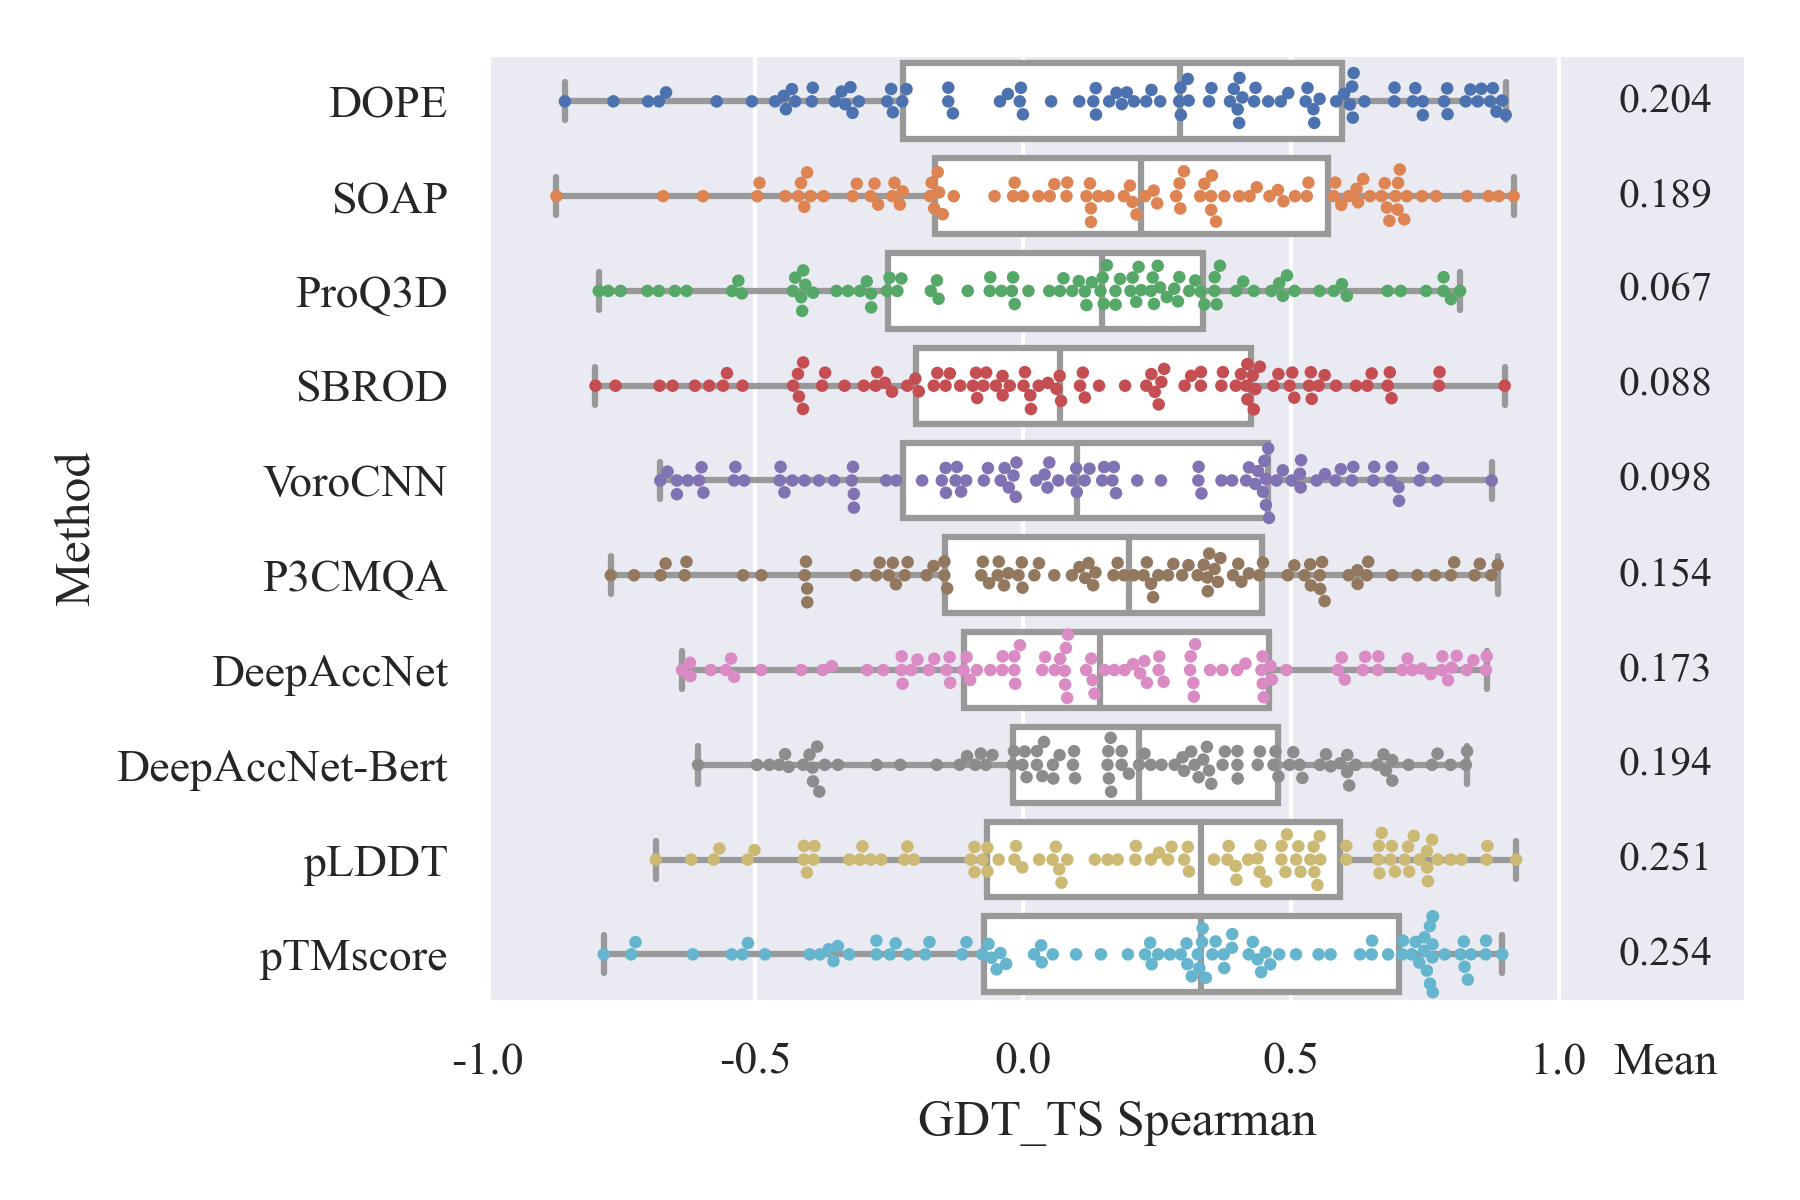 DOPE 0.204
SOAP 0.189
ProQ3D 0.067
SBROD 0.088
VoroCNN 0.098
P3CMQA 0.154
DeepAccNet 0.173
DeepAccNet-Bert 0.194
pLDDT 0.251
pTMscore 0.254
Method
-1.0 -0.5 0.0 0.5 1.0 Mean
GDT_TS Spearman